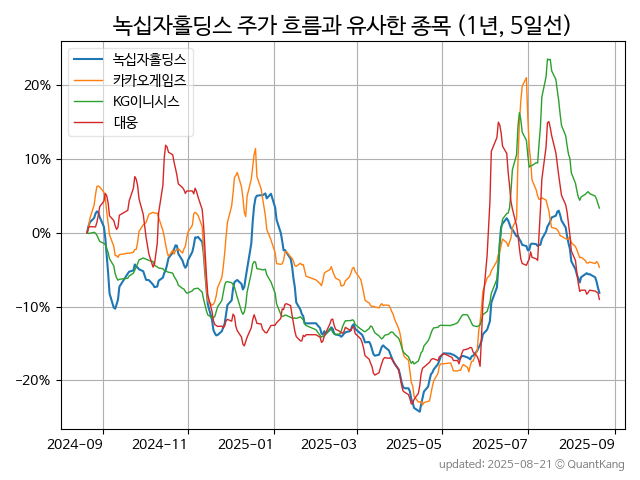 녹십자홀딩스 주가 흐름과 유사한 종목 (1년, 5일선)
녹십자홀딩스
카카오게임즈
KG이니시스
대웅
20%
10%
0%
−10%
−20%
2024-09 2024-11 2025-01 2025-03 2025-05 2025-07 2025-09
updated: 2025-08-21 © QuantKang